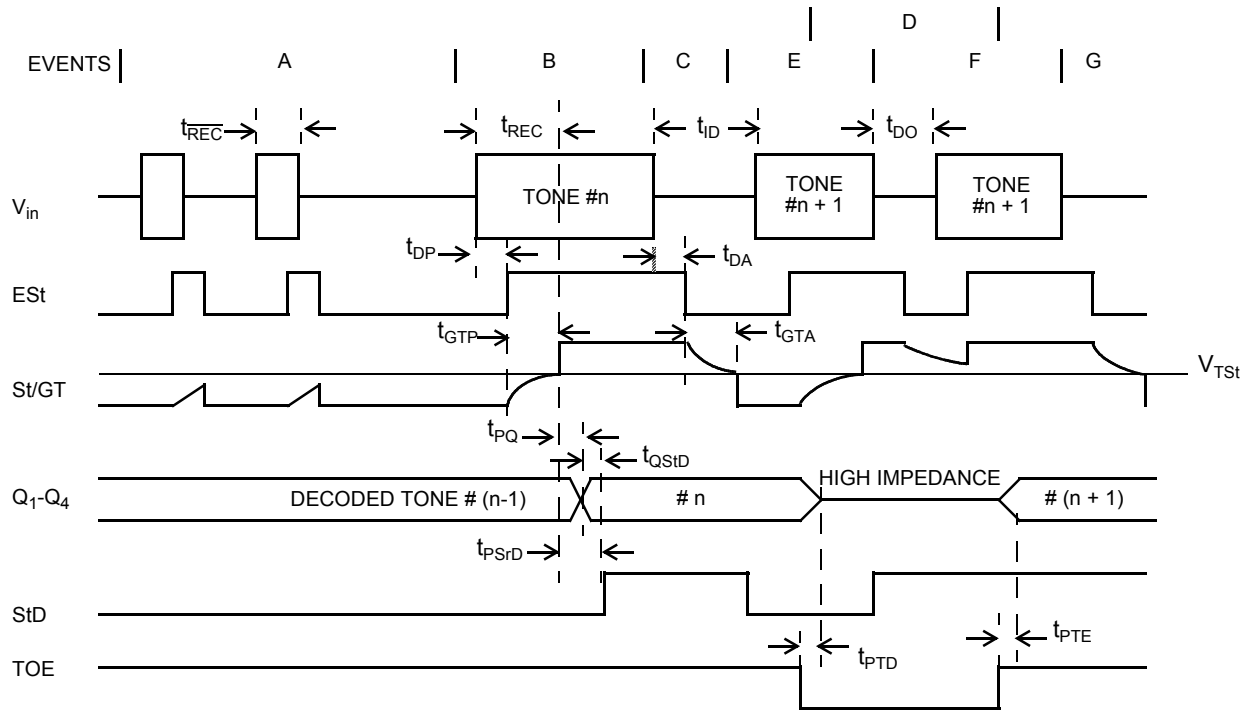 D
EVENTS A B C E F G
tREC tREC tID tDO
Vin TONE #n TONE #n + 1 TONE #n + 1
tDP tDA
ESt
tGTP tGTA
VTSt
St/GT
tPQ
tQStD
HIGH IMPEDANCE
Q1-Q4 DECODED TONE # (n-1) # n # (n + 1)
tPSrD
StD
tPTE
tPTD
TOE